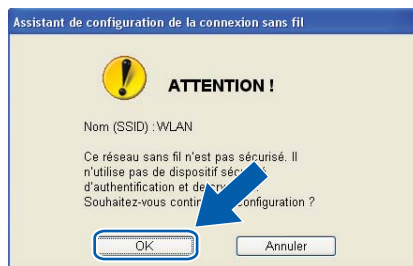 Assistant de configuration de la connexion sans fil
ATTENTION !
Nom (SSID) : WLAN
Ce réseau sans fil n'est pas sécurisé. Il
n'utilise pas de dispositif
d'authentification et de
Souhaitez-vous configuration ?
OK
Annuler